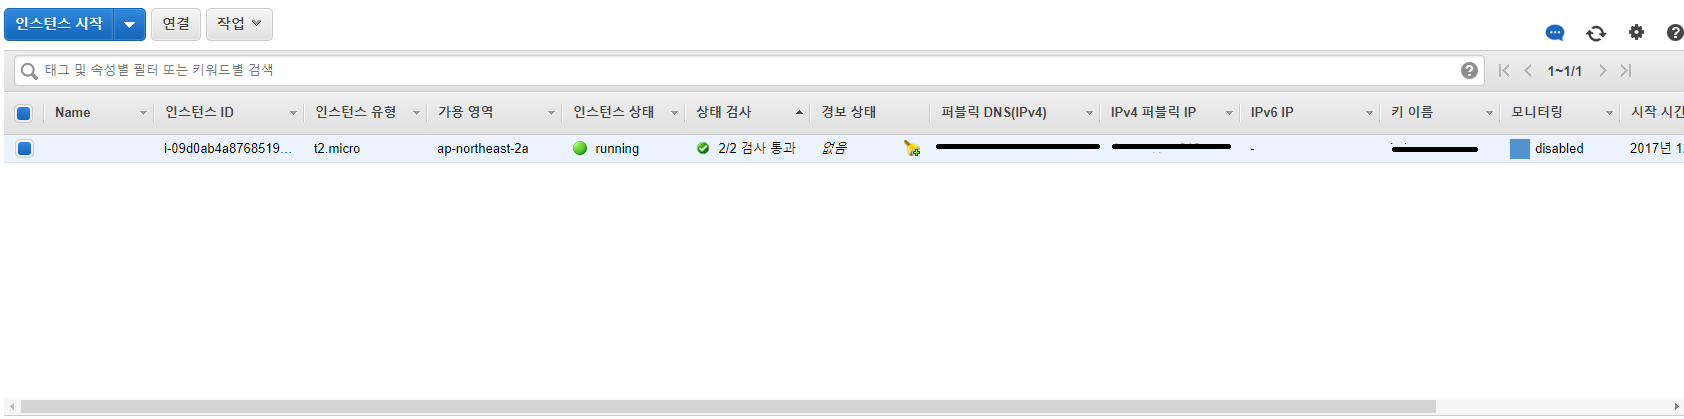 인스턴스 시작 연결 작업
태그 및 속성별 필터 또는 키워드별 검색 1~1/1
Name 인스턴스 ID 인스턴스 유형 가용 영역 인스턴스 상태 상태 검사 경보 상태 퍼블릭 DNS(IPv4) IPv4 퍼블릭 IP IPv6 IP 키 이름 모니터링 시작 시간
i-09d0ab4a8768519... t2.micro ap-northeast-2a running 2/2 검사 통과 없음 - disabled 2017년